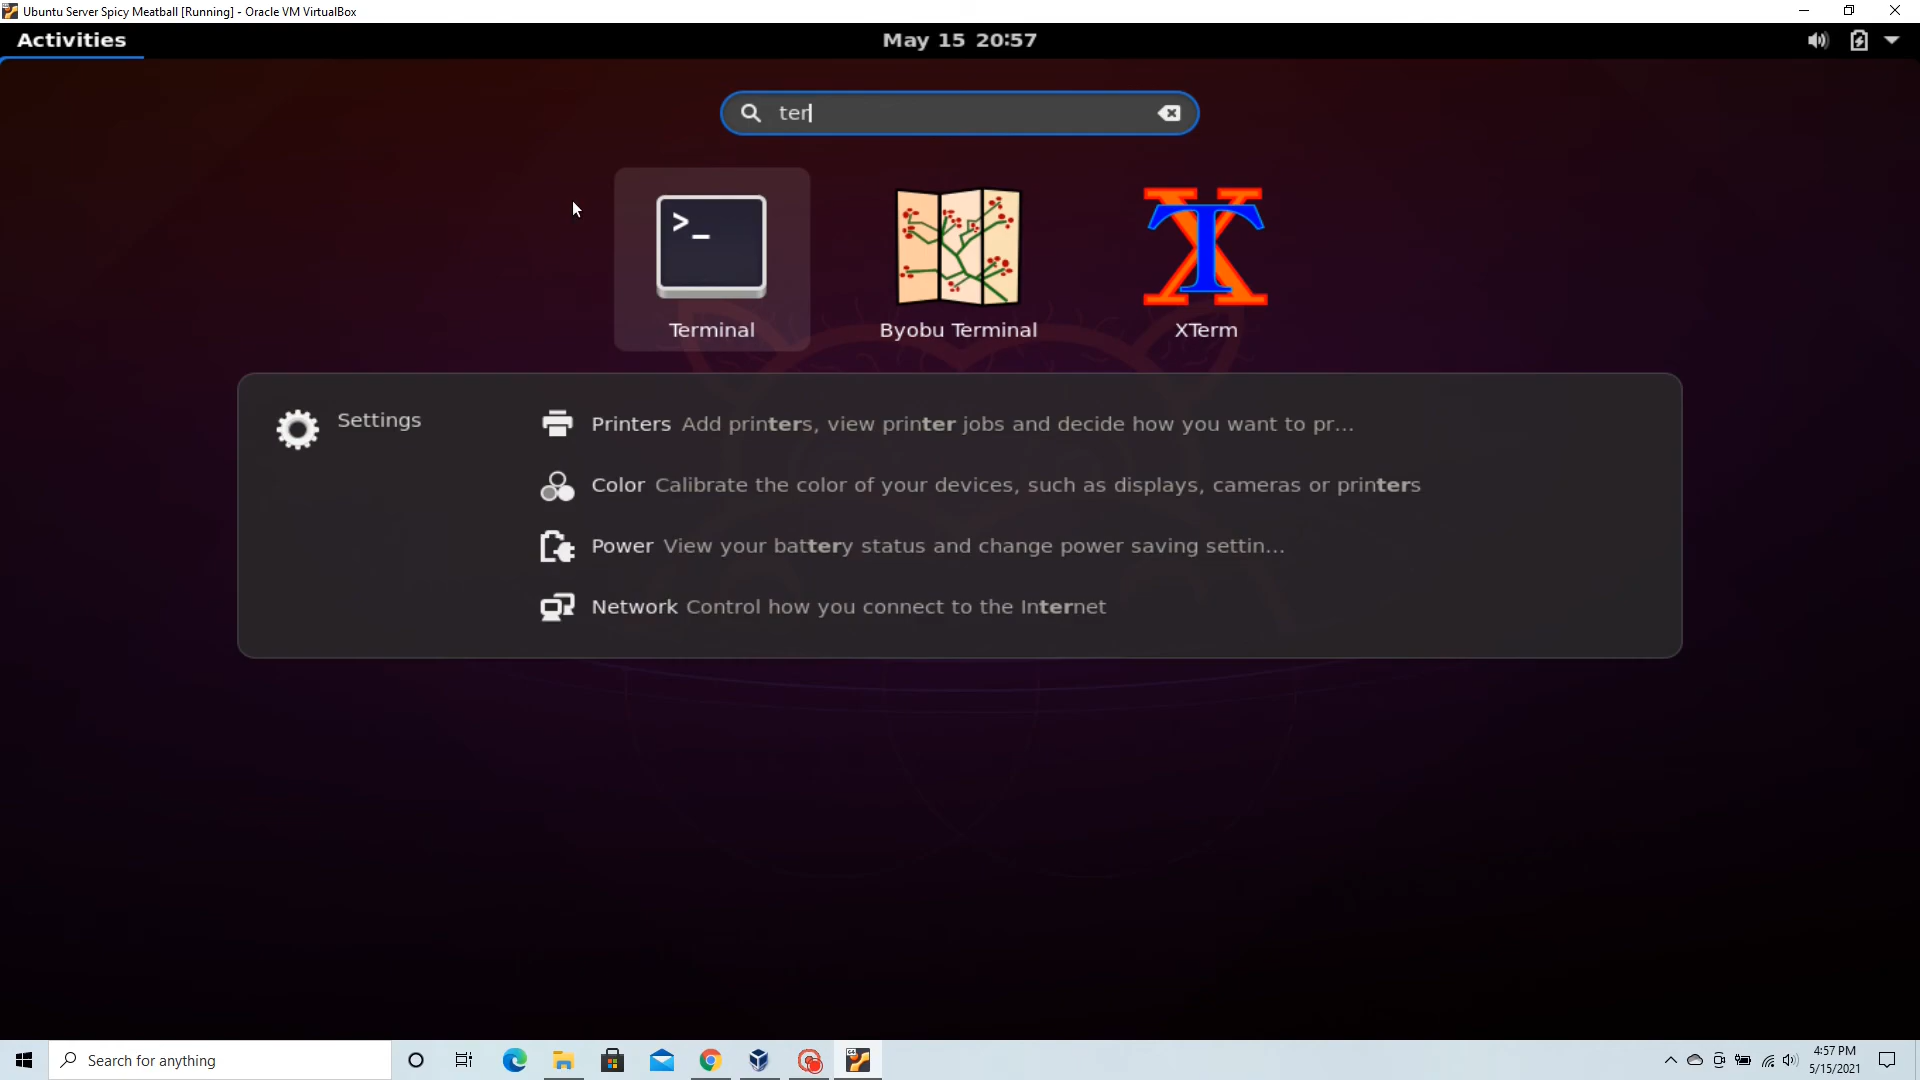 Ubuntu Server Spicy Meatball [Running] - Oracle VM VirtualBox
Activities
May 15 20:57
ter
>_
Terminal
Byobu Terminal
XTerm
Settings
Printers Add printers, view printer jobs and decide how you want to pr...
Color Calibrate the color of your devices, such as displays, cameras or printers
Power View your battery status and change power saving settin...
Network Control how you connect to the Internet
Search for anything
4:57 PM
5/15/2021